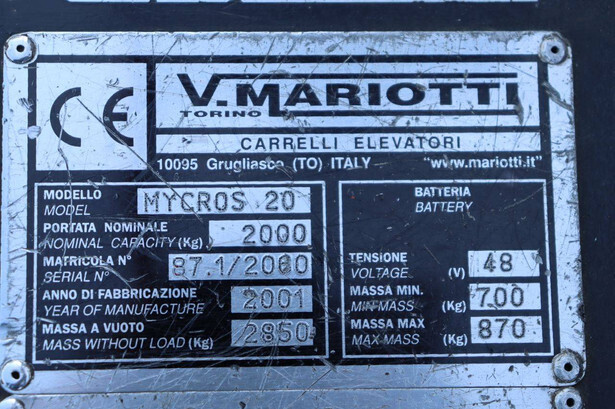 CE
V.MARIOTTI
TORINO
CARRELLI ELEVATORI
10095 Grugliasco (TO) ITALY "www.mariotti.it"
MODELLO
MODEL MYCROS 20
PORTATA NOMINALE
NOMINAL CAPACITY (Kg) 2000
MATRICOLA N°
SERIAL N° 87.1/2060
ANNO DI FABBRICAZIONE
YEAR OF MANUFACTURE 2001
MASSA A VUOTO
MASS WITHOUT LOAD (Kg) 2850
BATTERIA
BATTERY
TENSIONE
VOLTAGE (V) 48
MASSA MIN.
MIN MASS (Kg) 700
MASSA MAX
MAX MASS (Kg) 870